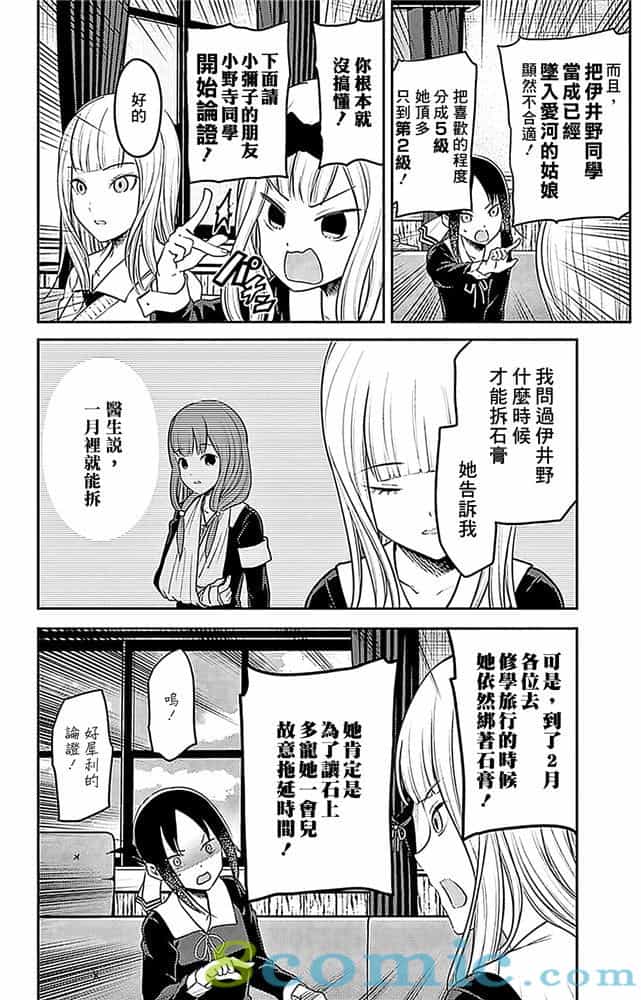 而且，
把伊井野同學
當成已經
墜入愛河的姑娘
顯然不合適！
把喜歡的程度
分成5級
她頂多
只到第2級！
你根本就
沒搞懂！
下面請
小彌子的朋友
小野寺同學
開始論證！
パシィン
好的
我問過伊井野
什麼時候
才能拆石膏
她告訴我
醫生說，
一月裡就能拆
可是，到了2月
各位去
修學旅行的時候
她依然綁著石膏！
她肯定是
為了讓石上
多寵她一會兒
故意拖延時間！
嗚！
好犀利的
論證！
8comic.com